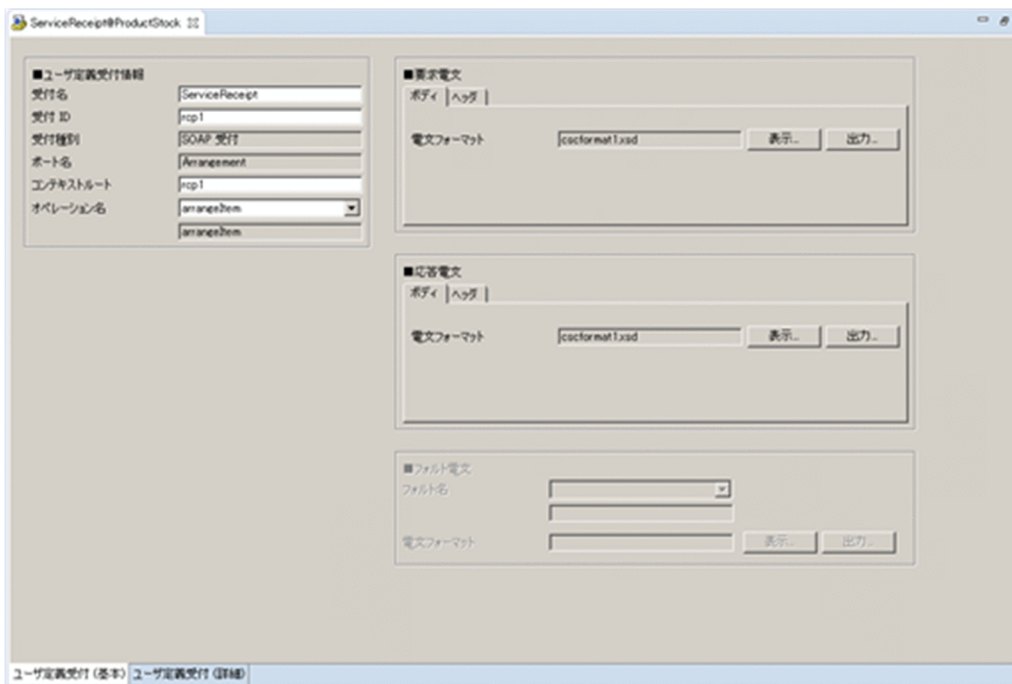 ServiceReceipt@ProductStock
■ユーザ定義受付情報
受付名 ServiceReceipt
受付 ID rcp1
受付種別 SOAP 受付
ポート名 Arrangement
コンテキストルート rcp1
オペレーション名 arrangeItem
arrangeItem
■要求電文
ボディ ヘッダ
電文フォーマット cscformat1.xsd 表示... 出力...
■応答電文
ボディ ヘッダ
電文フォーマット cscformat1.xsd 表示... 出力...
■フォルト電文
フォルト名
電文フォーマット 表示... 出力...
ユーザ定義受付 (基本) ユーザ定義受付 (詳細)